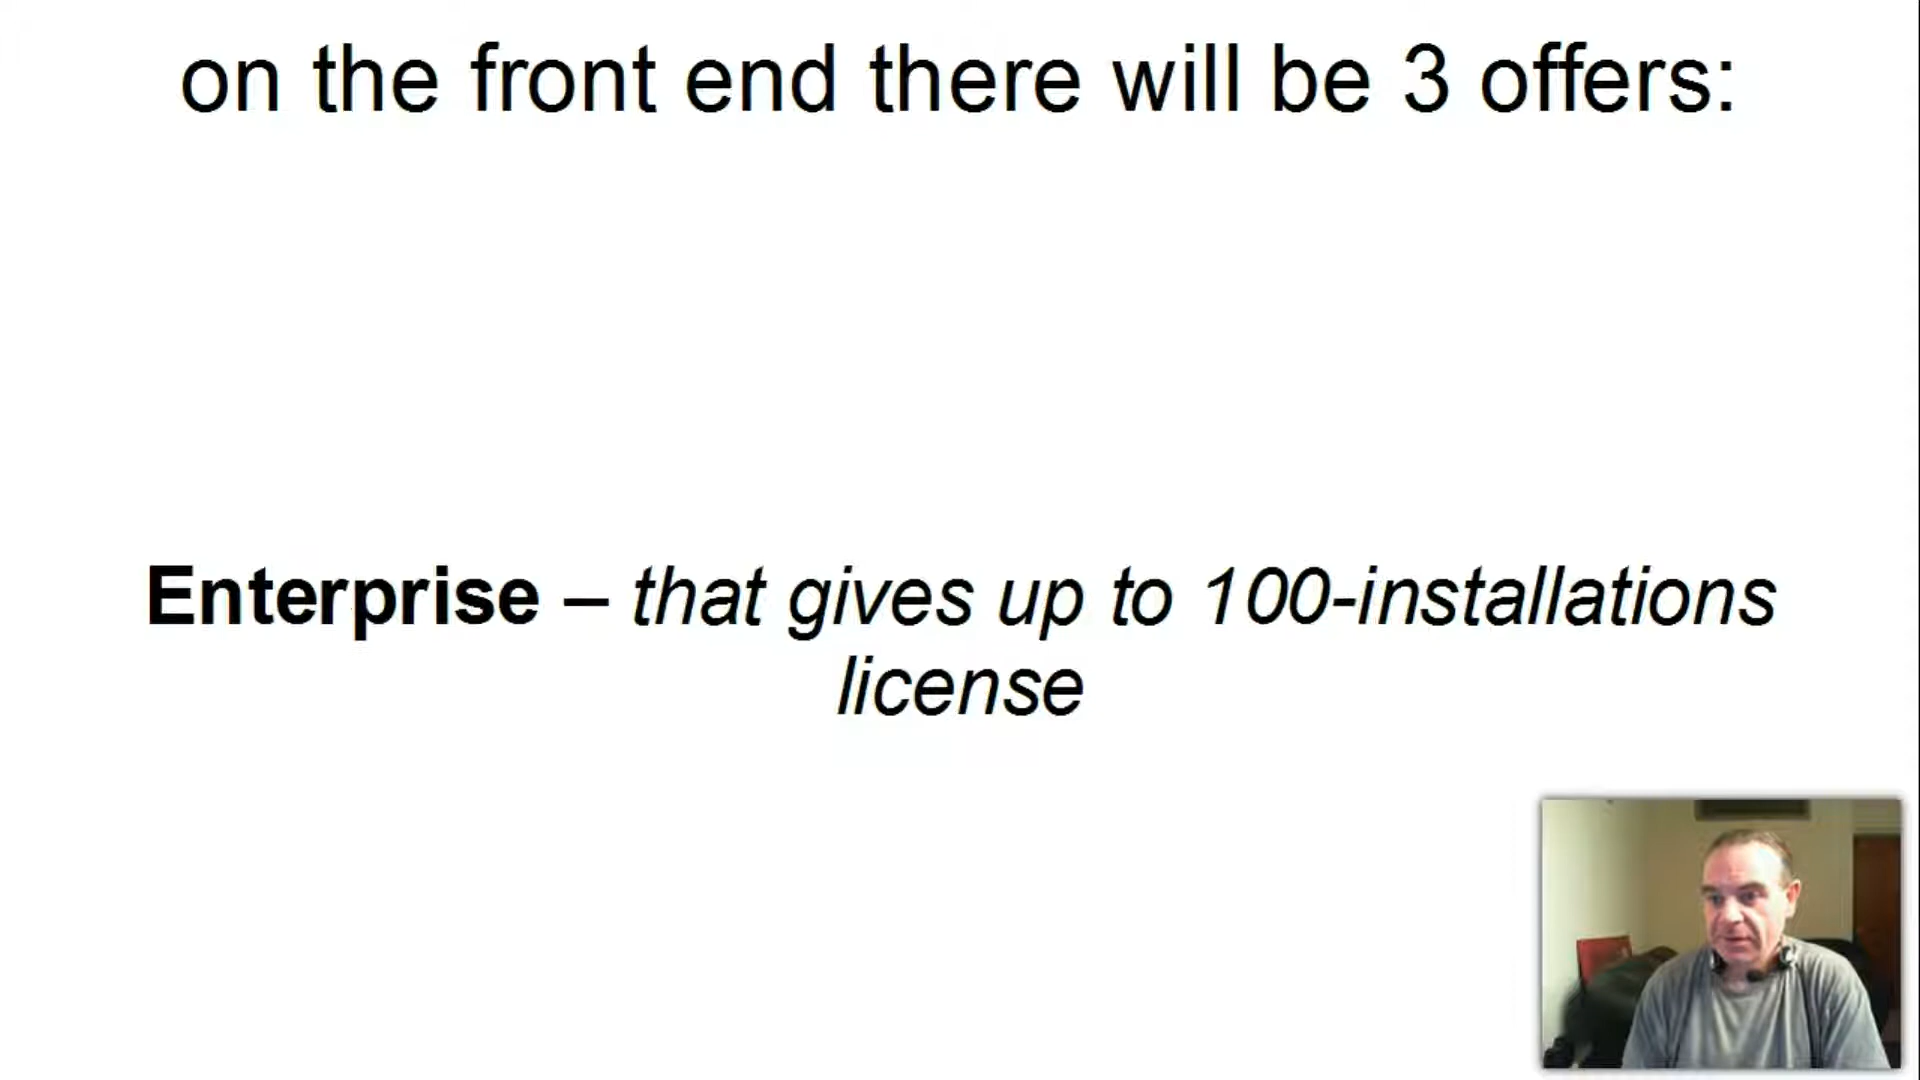 on the front end there will be 3 offers:
Enterprise – that gives up to 100-installations
license